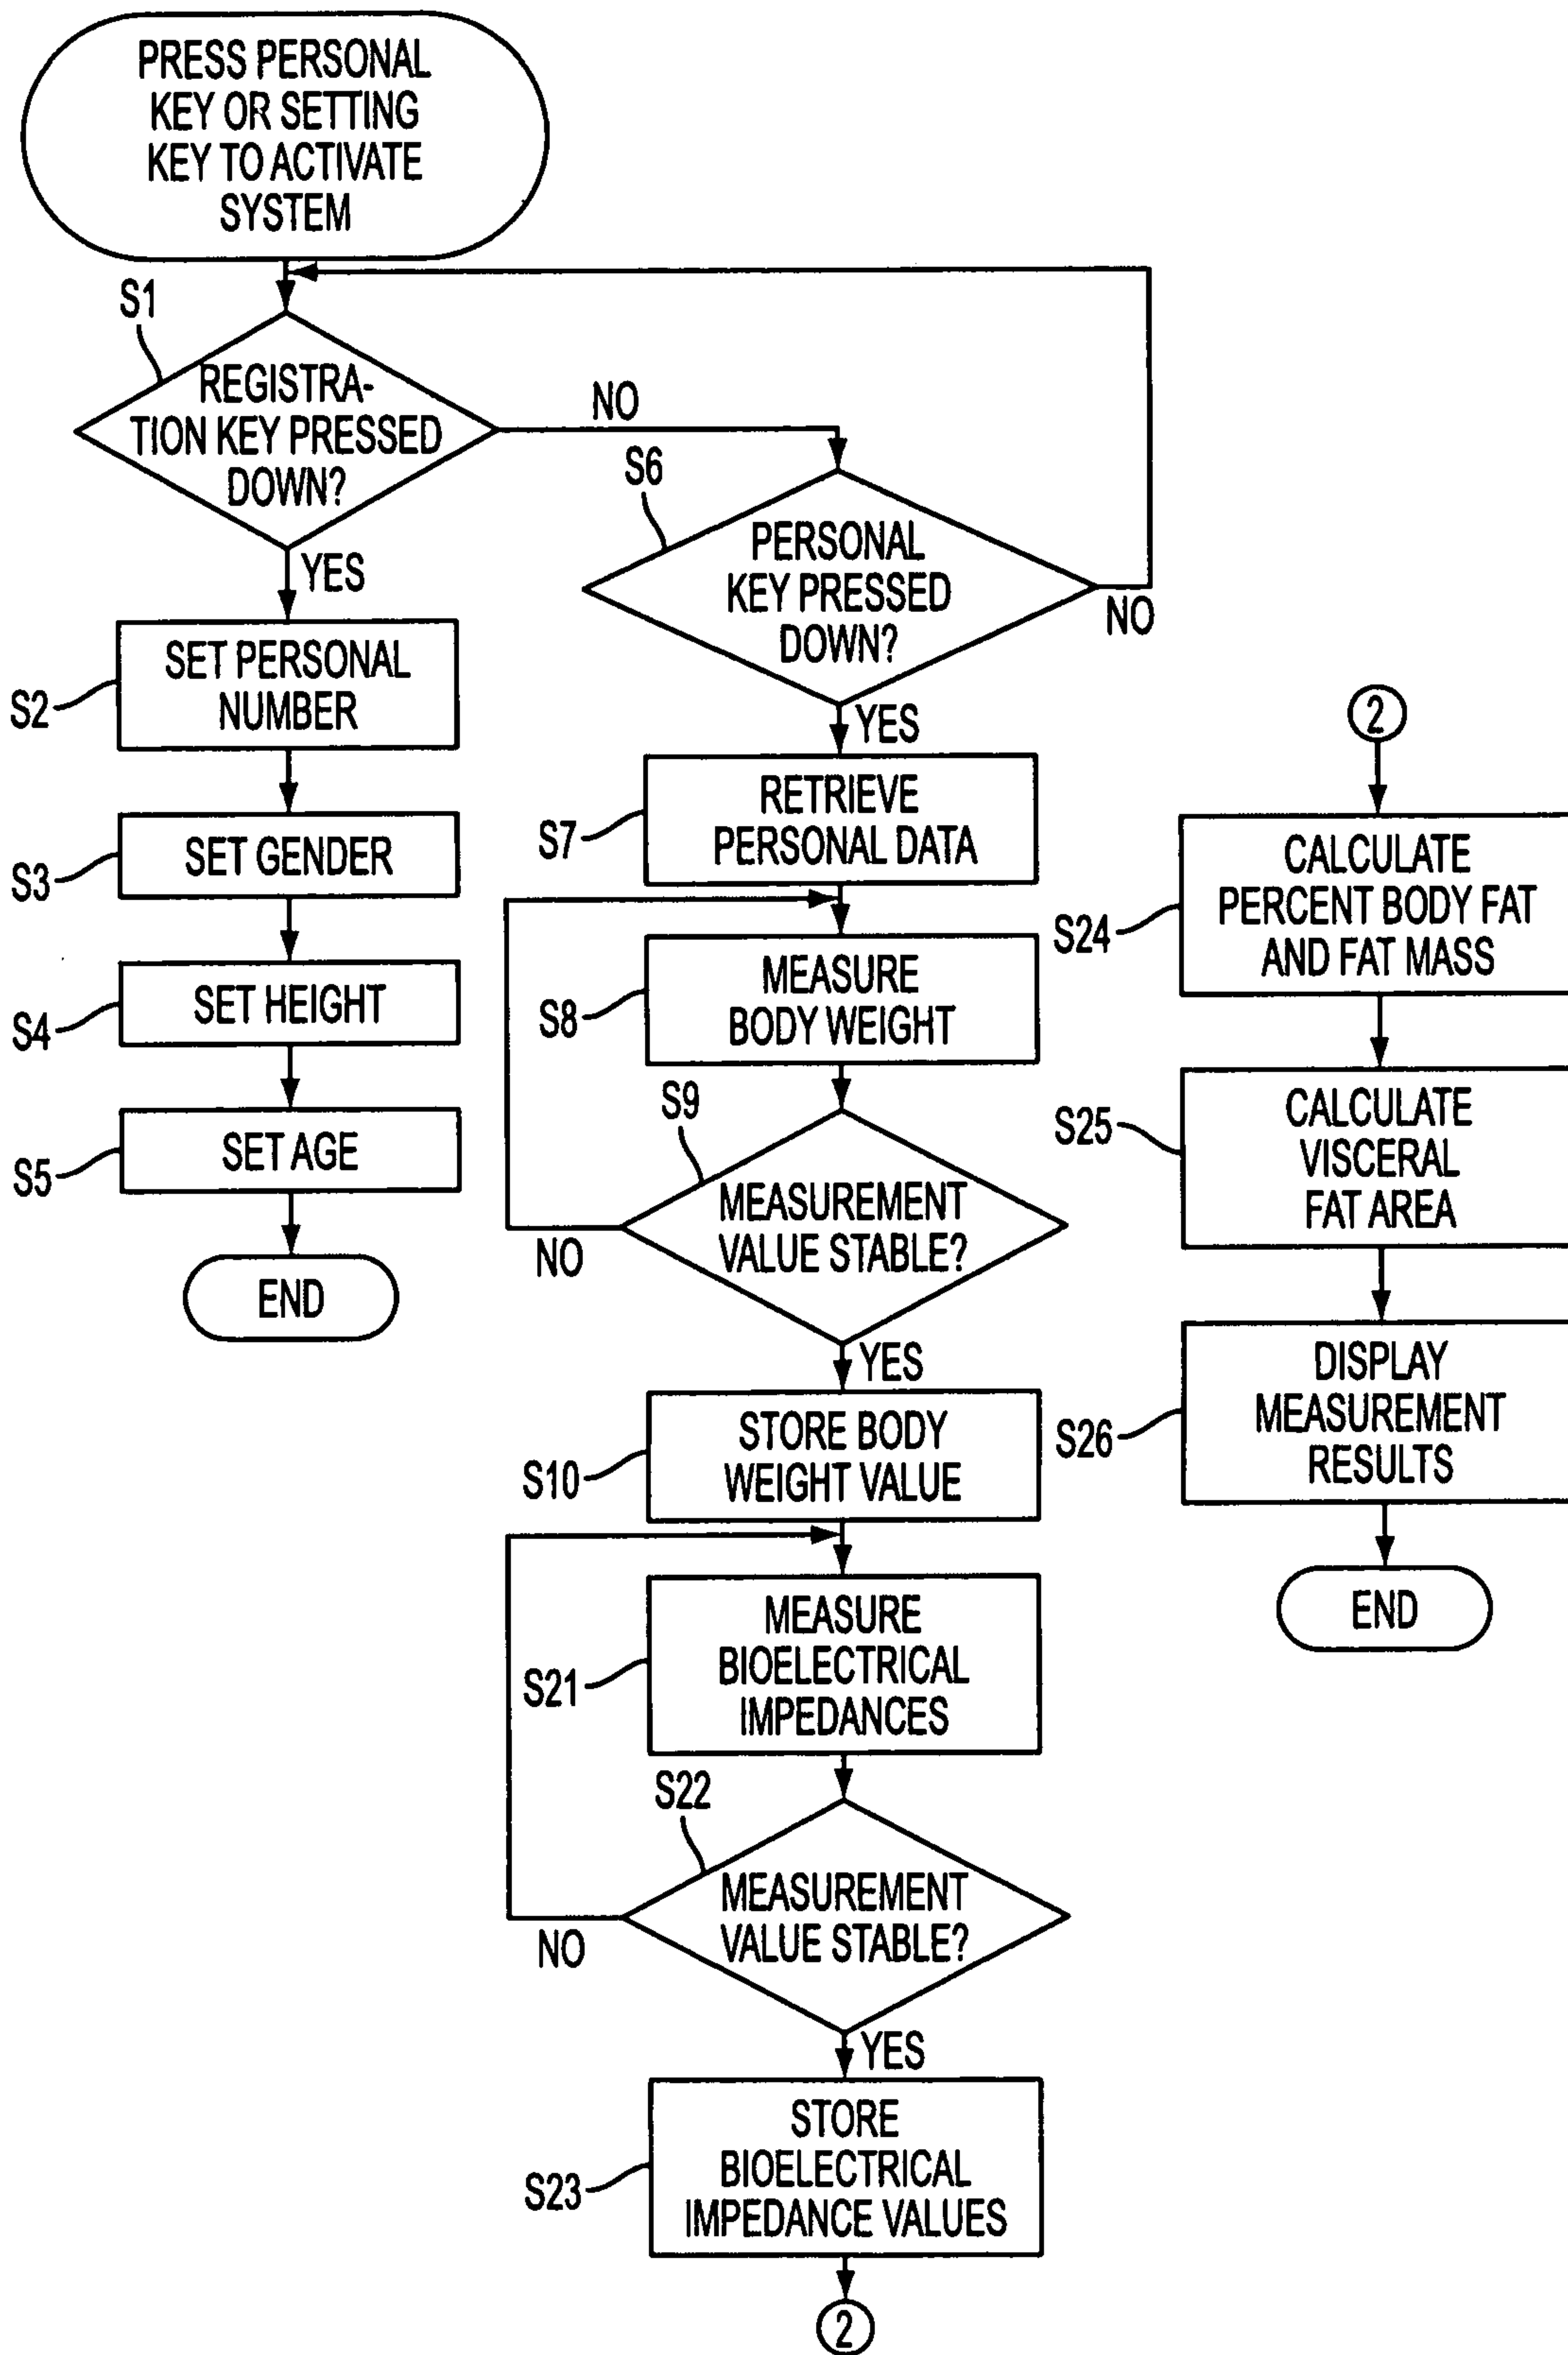 PRESS PERSONAL
KEY OR SETTING
KEY TO ACTIVATE
SYSTEM
S1
REGISTRA-
TION KEY PRESSED
DOWN?
NO
YES
S2
SET PERSONAL
NUMBER
S3
SET GENDER
S4
SET HEIGHT
S5
SET AGE
END
S6
PERSONAL
KEY PRESSED
DOWN?
NO
YES
S7
RETRIEVE
PERSONAL DATA
S8
MEASURE
BODY WEIGHT
S9
MEASUREMENT
VALUE STABLE?
NO
YES
S10
STORE BODY
WEIGHT VALUE
S21
MEASURE
BIOELECTRICAL
IMPEDANCES
S22
MEASUREMENT
VALUE STABLE?
NO
YES
S23
STORE
BIOELECTRICAL
IMPEDANCE VALUES
2
2
S24
CALCULATE
PERCENT BODY FAT
AND FAT MASS
S25
CALCULATE
VISCERAL
FAT AREA
S26
DISPLAY
MEASUREMENT
RESULTS
END